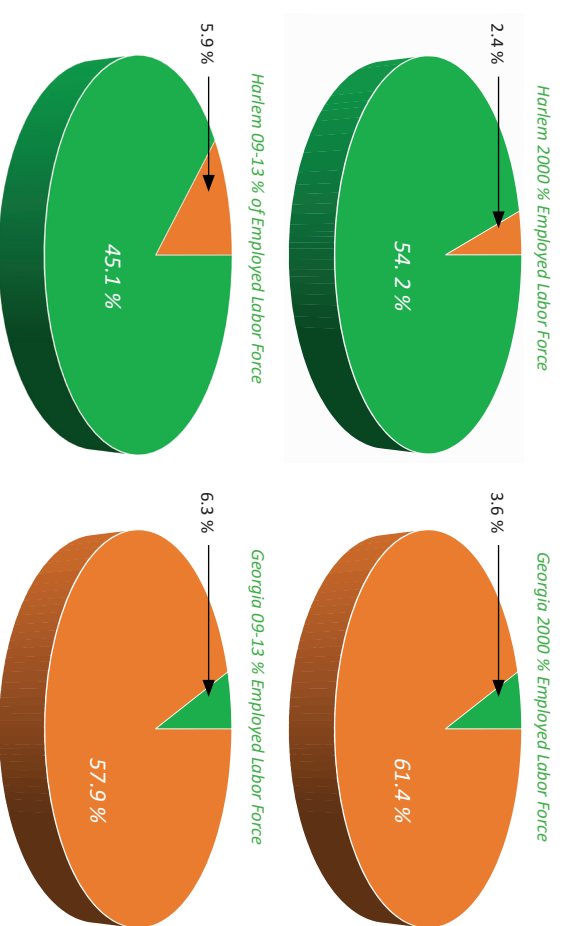 Harlem 2000 % Employed Labor Force
2.4 %
54. 2 %
Georgia 2000 % Employed Labor Force
3.6 %
61.4 %
Harlem 09-13 % of Employed Labor Force
5.9 %
45.1 %
Georgia 09-13 % Employed Labor Force
6.3 %
57.9 %